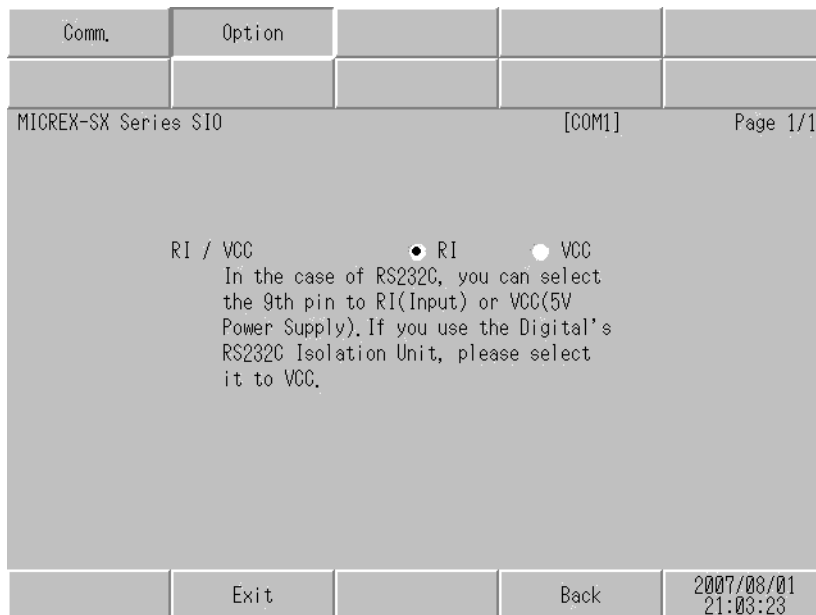 Comm. Option
MICREX-SX Series SIO [COM1] Page 1/1
RI / VCC RI VCC
In the case of RS232C, you can select
the 9th pin to RI(Input) or VCC(5V
Power Supply).If you use the Digital's
RS232C Isolation Unit, please select
it to VCC.
Exit Back 2007/08/01
21:03:23